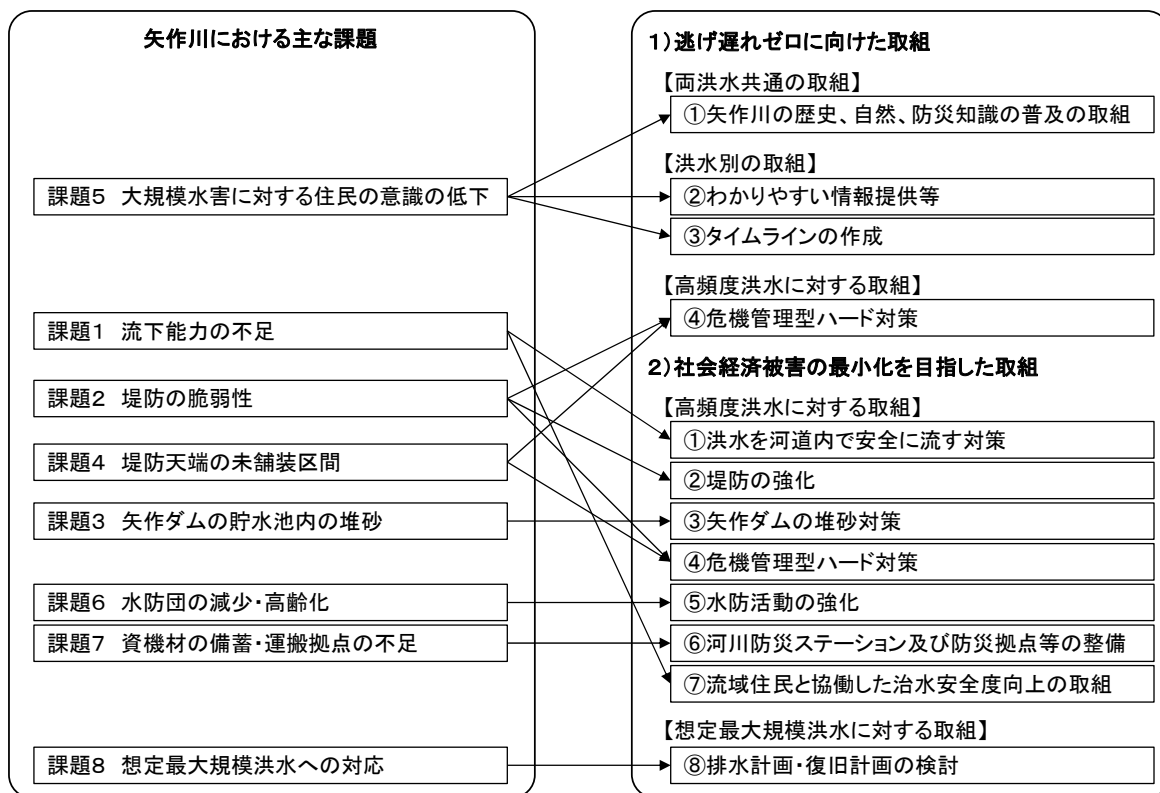 矢作川における主な課題
課題5 大規模水害に対する住民の意識の低下
課題1 流下能力の不足
課題2 堤防の脆弱性
課題4 堤防天端の未舗装区間
課題3 矢作ダムの貯水池内の堆砂
課題6 水防団の減少・高齢化
課題7 資機材の備蓄・運搬拠点の不足
課題8 想定最大規模洪水への対応
1)逃げ遅れゼロに向けた取組
【両洪水共通の取組】
①矢作川の歴史、自然、防災知識の普及の取組
【洪水別の取組】
②わかりやすい情報提供等
③タイムラインの作成
【高頻度洪水に対する取組】
④危機管理型ハード対策
2)社会経済被害の最小化を目指した取組
【高頻度洪水に対する取組】
①洪水を河道内で安全に流す対策
②堤防の強化
③矢作ダムの堆砂対策
④危機管理型ハード対策
⑤水防活動の強化
⑥河川防災ステーション及び防災拠点等の整備
⑦流域住民と協働した治水安全度向上の取組
【想定最大規模洪水に対する取組】
⑧排水計画・復旧計画の検討